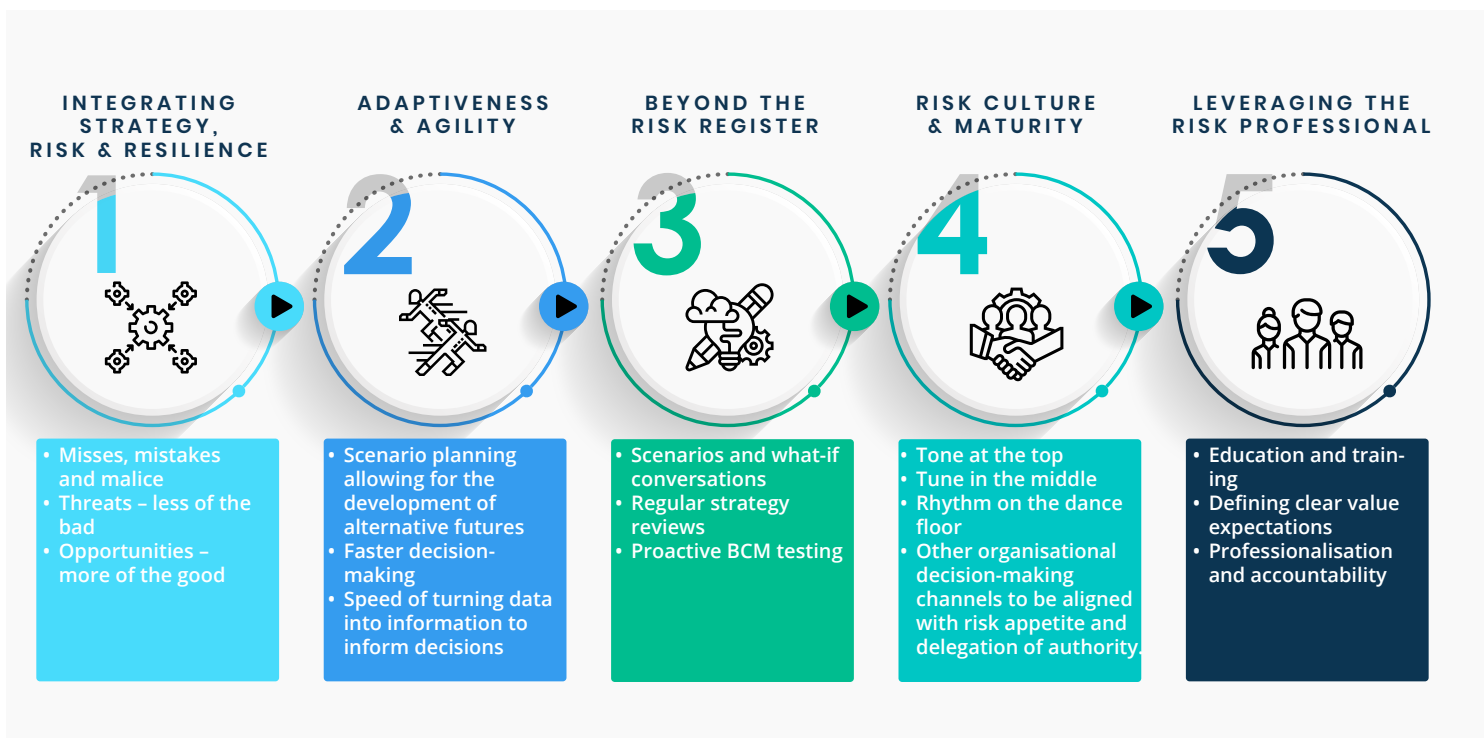 INTEGRATING
STRATEGY,
RISK & RESILIENCE
1
• Misses, mistakes
and malice
• Threats – less of the
bad
• Opportunities –
more of the good
ADAPTIVENESS
& AGILITY
2
• Scenario planning
allowing for the
development of
alternative futures
• Faster decision-
making
• Speed of turning data
into information to
inform decisions
BEYOND THE
RISK REGISTER
3
• Scenarios and what-if
conversations
• Regular strategy
reviews
• Proactive BCM testing
RISK CULTURE
& MATURITY
4
• Tone at the top
• Tune in the middle
• Rhythm on the dance
floor
• Other organisational
decision-making
channels to be aligned
with risk appetite and
delegation of authority.
LEVERAGING THE
RISK PROFESSIONAL
5
• Education and train-
ing
• Defining clear value
expectations
• Professionalisation
and accountability